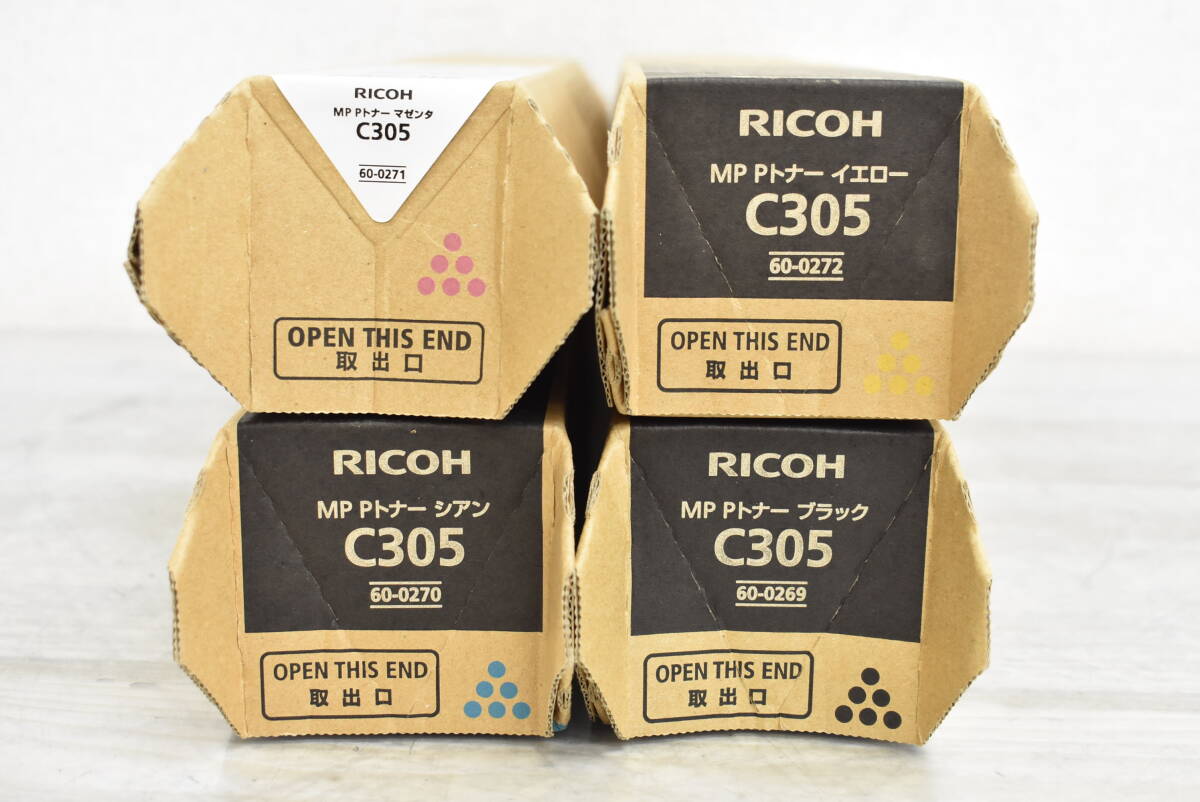 RICOH
MP Pトナー マゼンタ
C305
60-0271
OPEN THIS END
取出口
RICOH
MP Pトナー イエロー
C305
60-0272
OPEN THIS END
取出口
RICOH
MP Pトナー シアン
C305
60-0270
OPEN THIS END
取出口
RICOH
MP Pトナー ブラック
C305
60-0269
OPEN THIS END
取出口